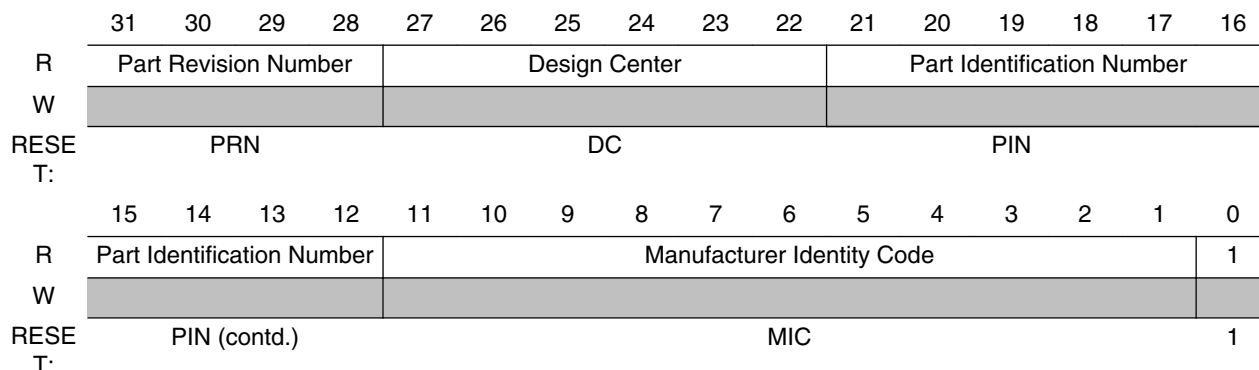 31 30 29 28 27 26 25 24 23 22 21 20 19 18 17 16
R Part Revision Number Design Center Part Identification Number
W
RESE PRN DC PIN
T:
15 14 13 12 11 10 9 8 7 6 5 4 3 2 1 0
R Part Identification Number Manufacturer Identity Code 1
W
RESE PIN (contd.) MIC 1
T: